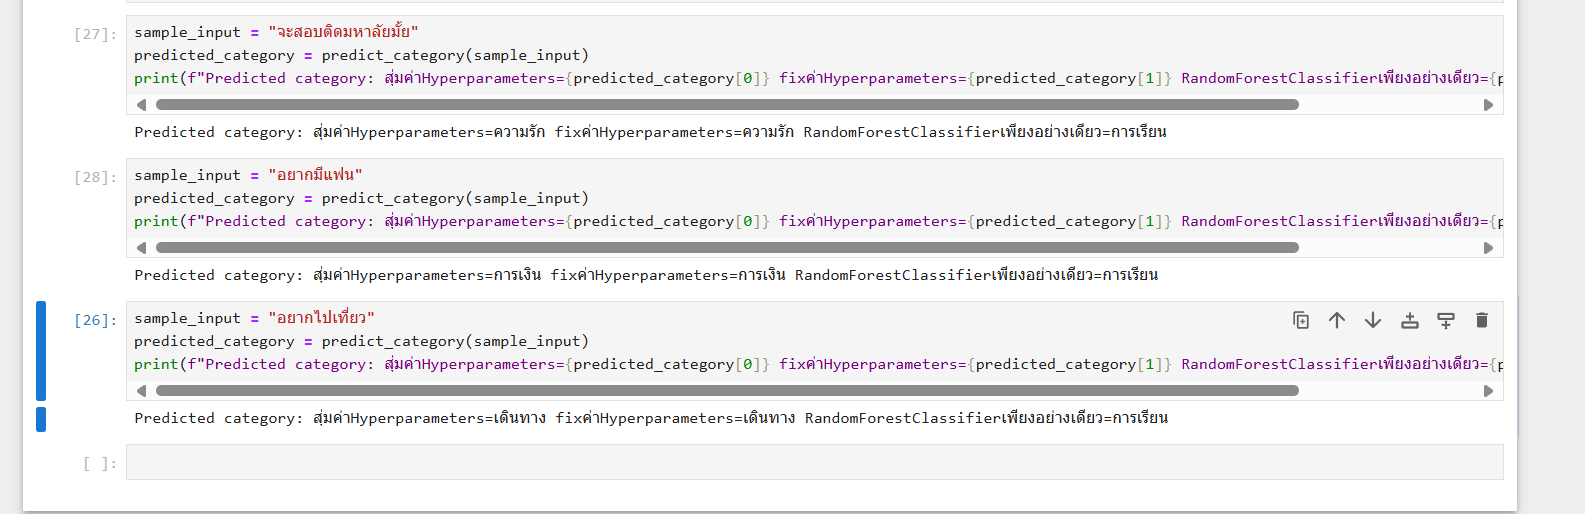 [27]:
sample_input = "จะสอบติดมหาลัยมั้ย"
predicted_category = predict_category(sample_input)
print(f"Predicted category: สุ่มค่าHyperparameters={predicted_category[0]} fixค่าHyperparameters={predicted_category[1]} RandomForestClassifierเพียงอย่างเดียว={p
Predicted category: สุ่มค่าHyperparameters=ความรัก fixค่าHyperparameters=ความรัก RandomForestClassifierเพียงอย่างเดียว=การเรียน
[28]:
sample_input = "อยากมีแฟน"
predicted_category = predict_category(sample_input)
print(f"Predicted category: สุ่มค่าHyperparameters={predicted_category[0]} fixค่าHyperparameters={predicted_category[1]} RandomForestClassifierเพียงอย่างเดียว={p
Predicted category: สุ่มค่าHyperparameters=การเงิน fixค่าHyperparameters=การเงิน RandomForestClassifierเพียงอย่างเดียว=การเรียน
[26]:
sample_input = "อยากไปเที่ยว"
predicted_category = predict_category(sample_input)
print(f"Predicted category: สุ่มค่าHyperparameters={predicted_category[0]} fixค่าHyperparameters={predicted_category[1]} RandomForestClassifierเพียงอย่างเดียว={p
Predicted category: สุ่มค่าHyperparameters=เดินทาง fixค่าHyperparameters=เดินทาง RandomForestClassifierเพียงอย่างเดียว=การเรียน
[ ]: